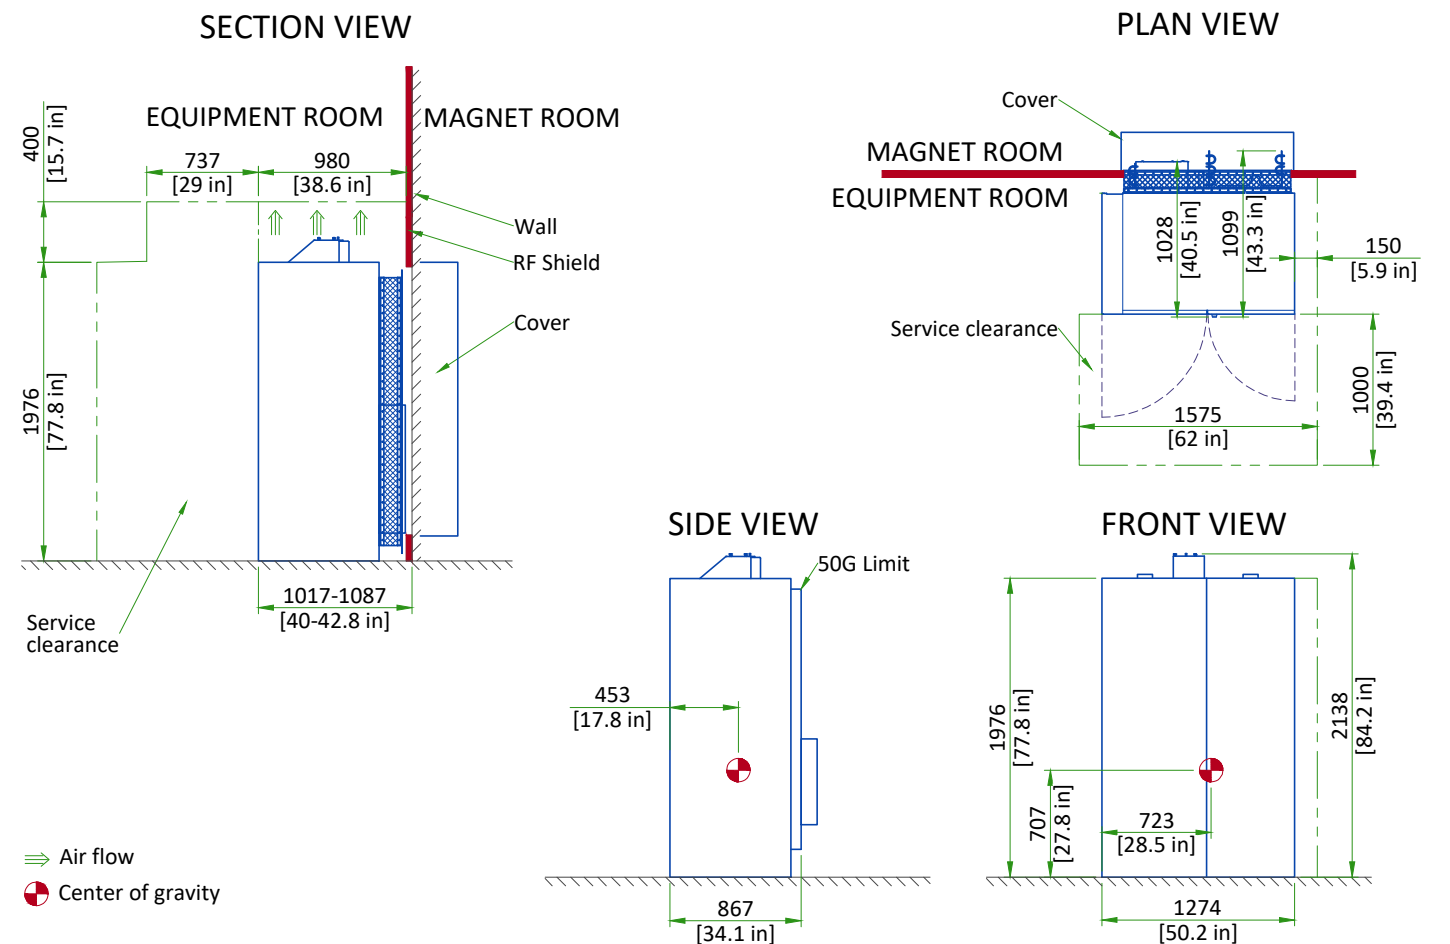 SECTION VIEW
EQUIPMENT ROOM
MAGNET ROOM
400
[15.7 in]
737
[29 in]
980
[38.6 in]
Wall
RF Shield
Cover
1976
[77.8 in]
1017-1087
[40-42.8 in]
Service
clearance
PLAN VIEW
Cover
MAGNET ROOM
EQUIPMENT ROOM
1028
[40.5 in]
1099
[43.3 in]
150
[5.9 in]
Service clearance
1000
[39.4 in]
1575
[62 in]
SIDE VIEW
50G Limit
453
[17.8 in]
867
[34.1 in]
FRONT VIEW
1976
[77.8 in]
2138
[84.2 in]
707
[27.8 in]
723
[28.5 in]
1274
[50.2 in]
Air flow
Center of gravity